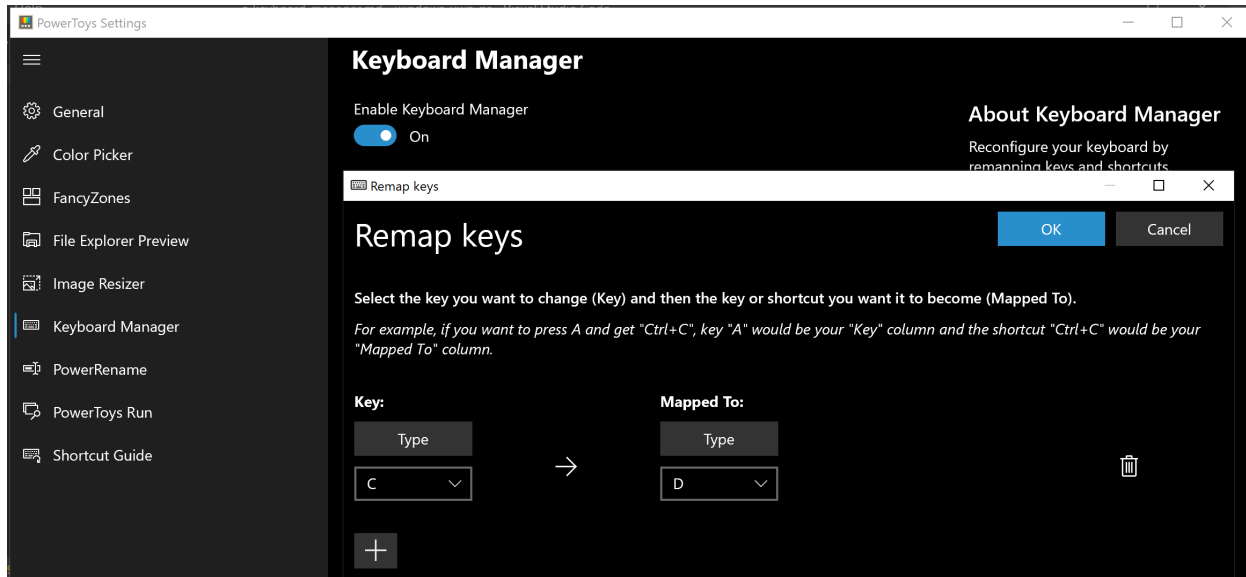 PowerToys Settings
General
Color Picker
FancyZones
File Explorer Preview
Image Resizer
Keyboard Manager
PowerRename
PowerToys Run
Shortcut Guide
Keyboard Manager
Enable Keyboard Manager
On
About Keyboard Manager
Reconfigure your keyboard by
remapping keys and shortcuts
Remap keys
Remap keys
OK
Cancel
Select the key you want to change (Key) and then the key or shortcut you want it to become (Mapped To).
For example, if you want to press A and get "Ctrl+C", key "A" would be your "Key" column and the shortcut "Ctrl+C" would be your
"Mapped To" column.
Key:
Mapped To:
Type
Type
C
D